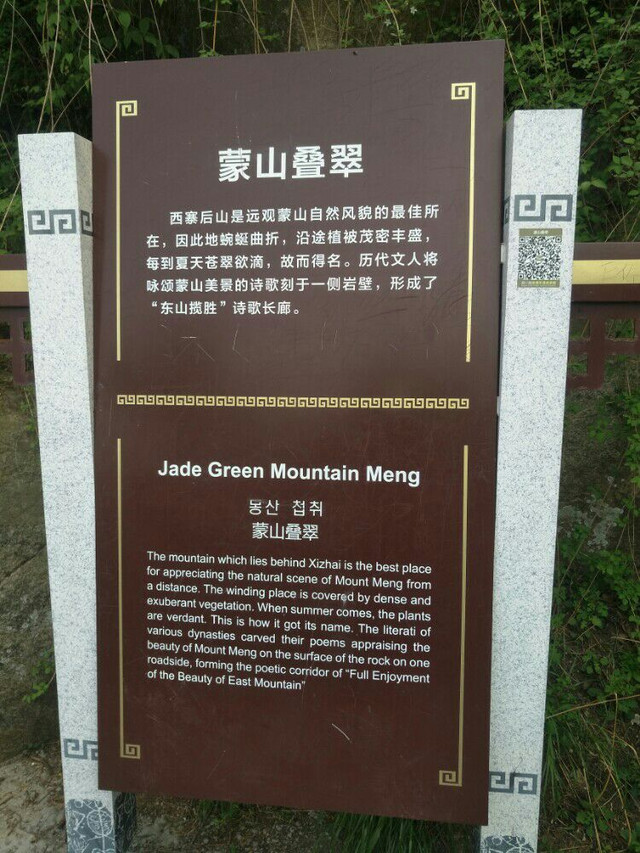 蒙山叠翠
西寨后山是远观蒙山自然风貌的最佳所
在，因此地蜿蜒曲折，沿途植被茂密丰盛，
每到夏天苍翠欲滴，故而得名。历代文人将
咏颂蒙山美景的诗歌刻于一侧岩壁，形成了
“东山揽胜”诗歌长廊。
Jade Green Mountain Meng
몽산 첩취
蒙山叠翠
The mountain which lies behind Xizhai is the best place
for appreciating the natural scene of Mount Meng from
a distance. The winding place is covered by dense and
exuberant vegetation. When summer comes, the plants
are verdant. This is how it got its name. The literati of
various dynasties carved their poems appraising the
beauty of Mount Meng on the surface of the rock on one
roadside, forming the poetic corridor of “Full Enjoyment
of the Beauty of East Mountain”